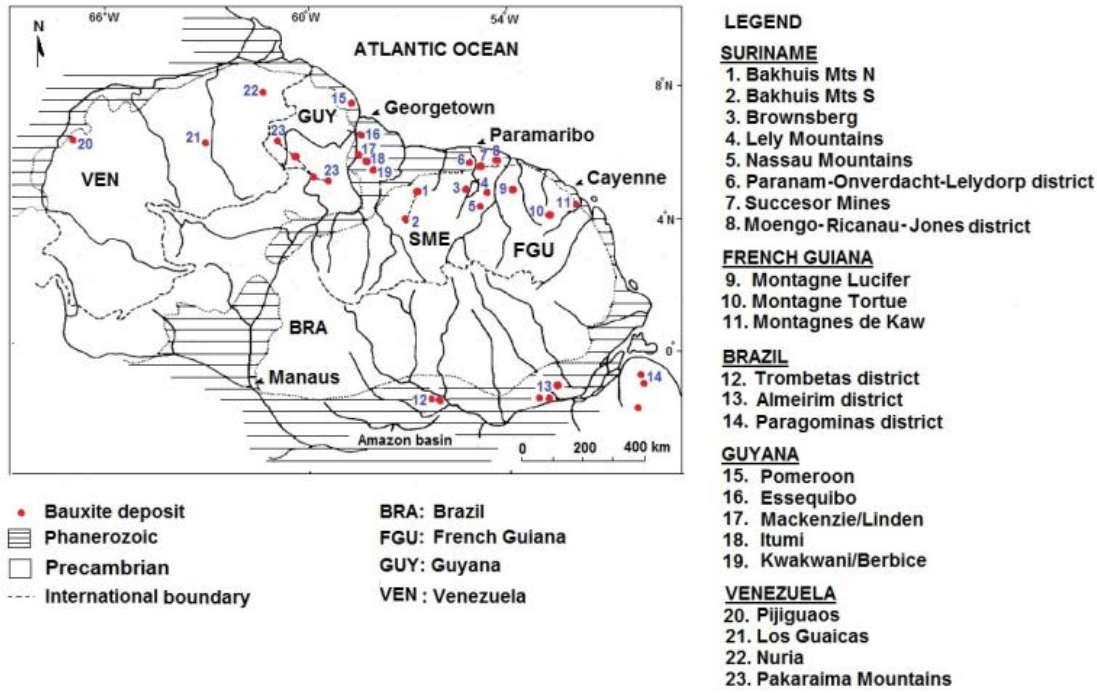 66°W
60°W
54°W
N
ATLANTIC OCEAN
8°N
22
15
Georgetown
GUY
16
Paramaribo
20
21
23
17
6
7
8
18
23
19
VEN
1
3
4
9
Cayenne
2
5
10
11
4°N
SME
FGU
BRA
0°
Manaus
12
13
14
Amazon basin
0 200 400 km
Bauxite deposit
Phanerozoic
Precambrian
International boundary
BRA: Brazil
FGU: French Guiana
GUY: Guyana
VEN : Venezuela
LEGEND
SURINAME
1. Bakhuis Mts N
2. Bakhuis Mts S
3. Brownsberg
4. Lely Mountains
5. Nassau Mountains
6. Paranam-Onverdacht-Lelydorp district
7. Succesor Mines
8. Moengo-Ricanau-Jones district
FRENCH GUIANA
9. Montagne Lucifer
10. Montagne Tortue
11. Montagnes de Kaw
BRAZIL
12. Trombetas district
13. Almeirim district
14. Paragominas district
GUYANA
15. Pomeroon
16. Essequibo
17. Mackenzie/Linden
18. Itumi
19. Kwakwani/Berbice
VENEZUELA
20. Pijiguaos
21. Los Guaicas
22. Nuria
23. Pakaraima Mountains